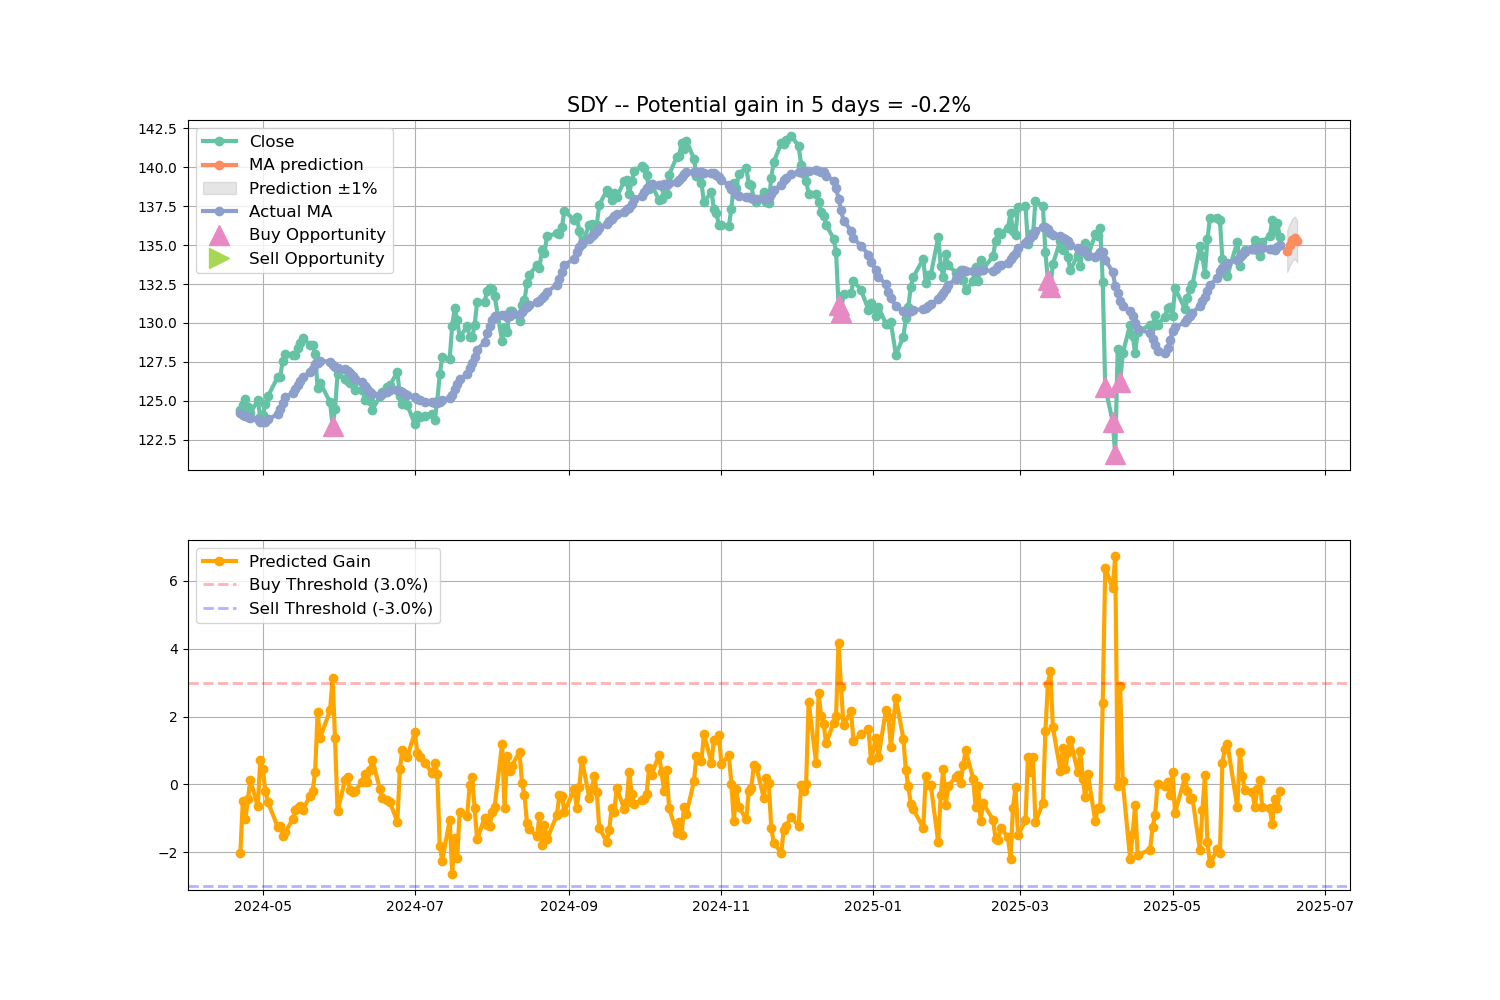 SDY -- Potential gain in 5 days = -0.2%
142.5
140.0
137.5
135.0
132.5
130.0
127.5
125.0
122.5
Close
MA prediction
Prediction ±1%
Actual MA
Buy Opportunity
Sell Opportunity
6
4
2
0
−2
Predicted Gain
Buy Threshold (3.0%)
Sell Threshold (-3.0%)
2024-05 2024-07 2024-09 2024-11 2025-01 2025-03 2025-05 2025-07